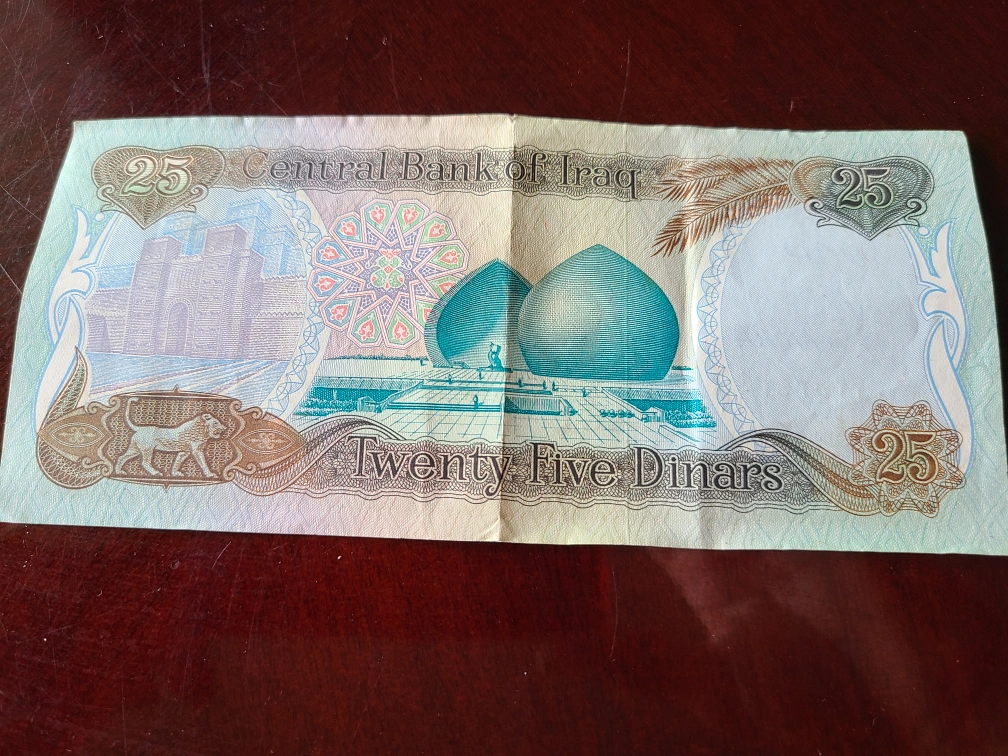 25 Central Bank of Iraq 25
Twenty Five Dinars 25